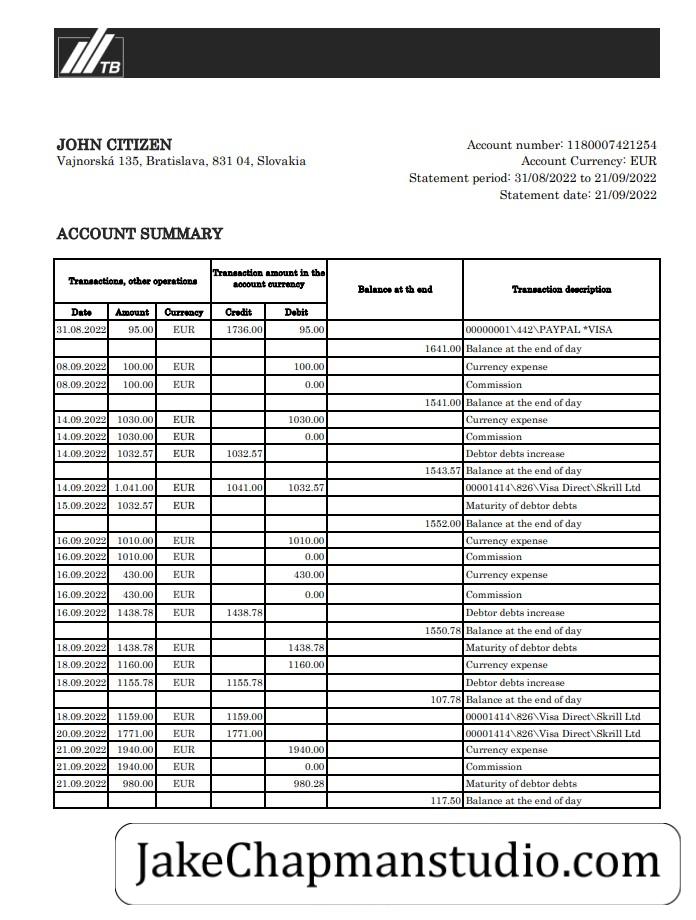 TB
JOHN CITIZEN
Vajnorská 135, Bratislava, 831 04, Slovakia
Account number: 1180007421254
Account Currency: EUR
Statement period: 31/08/2022 to 21/09/2022
Statement date: 21/09/2022
ACCOUNT SUMMARY
Transactions, other operations Transaction amount in the account currency Balance at th end Transaction description
Date Amount Currency Credit Debit
31.08.2022 95.00 EUR 1736.00 95.00 00000001\442\PAYPAL *VISA
1641.00 Balance at the end of day
08.09.2022 100.00 EUR 100.00 Currency expense
08.09.2022 100.00 EUR 0.00 Commission
1541.00 Balance at the end of day
14.09.2022 1030.00 EUR 1030.00 Currency expense
14.09.2022 1030.00 EUR 0.00 Commission
14.09.2022 1032.57 EUR 1032.57 Debtor debts increase
1543.57 Balance at the end of day
14.09.2022 1.041.00 EUR 1041.00 1032.57 00001414\826\Visa Direct\Skrill Ltd
15.09.2022 1032.57 EUR Maturity of debtor debts
1552.00 Balance at the end of day
16.09.2022 1010.00 EUR 1010.00 Currency expense
16.09.2022 1010.00 EUR 0.00 Commission
16.09.2022 430.00 EUR 430.00 Currency expense
16.09.2022 430.00 EUR 0.00 Commission
16.09.2022 1438.78 EUR 1438.78 Debtor debts increase
1550.78 Balance at the end of day
18.09.2022 1438.78 EUR 1438.78 Maturity of debtor debts
18.09.2022 1160.00 EUR 1160.00 Currency expense
18.09.2022 1155.78 EUR 1155.78 Debtor debts increase
107.78 Balance at the end of day
18.09.2022 1159.00 EUR 1159.00 00001414\826\Visa Direct\Skrill Ltd
20.09.2022 1771.00 EUR 1771.00 00001414\826\Visa Direct\Skrill Ltd
21.09.2022 1940.00 EUR 1940.00 Currency expense
21.09.2022 1940.00 EUR 0.00 Commission
21.09.2022 980.00 EUR 980.28 Maturity of debtor debts
117.50 Balance at the end of day
JakeChapmanstudio.com